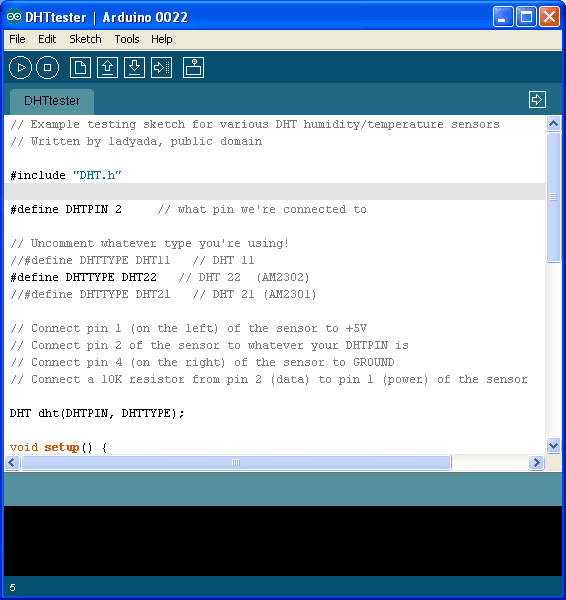 DHTtester | Arduino 0022
File Edit Sketch Tools Help
DHTtester
// Example testing sketch for various DHT humidity/temperature sensors
// Written by ladyada, public domain
#include "DHT.h"
#define DHTPIN 2     // what pin we're connected to
// Uncomment whatever type you're using!
//#define DHTTYPE DHT11   // DHT 11
#define DHTTYPE DHT22   // DHT 22  (AM2302)
//#define DHTTYPE DHT21   // DHT 21 (AM2301)
// Connect pin 1 (on the left) of the sensor to +5V
// Connect pin 2 of the sensor to whatever your DHTPIN is
// Connect pin 4 (on the right) of the sensor to GROUND
// Connect a 10K resistor from pin 2 (data) to pin 1 (power) of the sensor
DHT dht(DHTPIN, DHTTYPE);
void setup() {
5